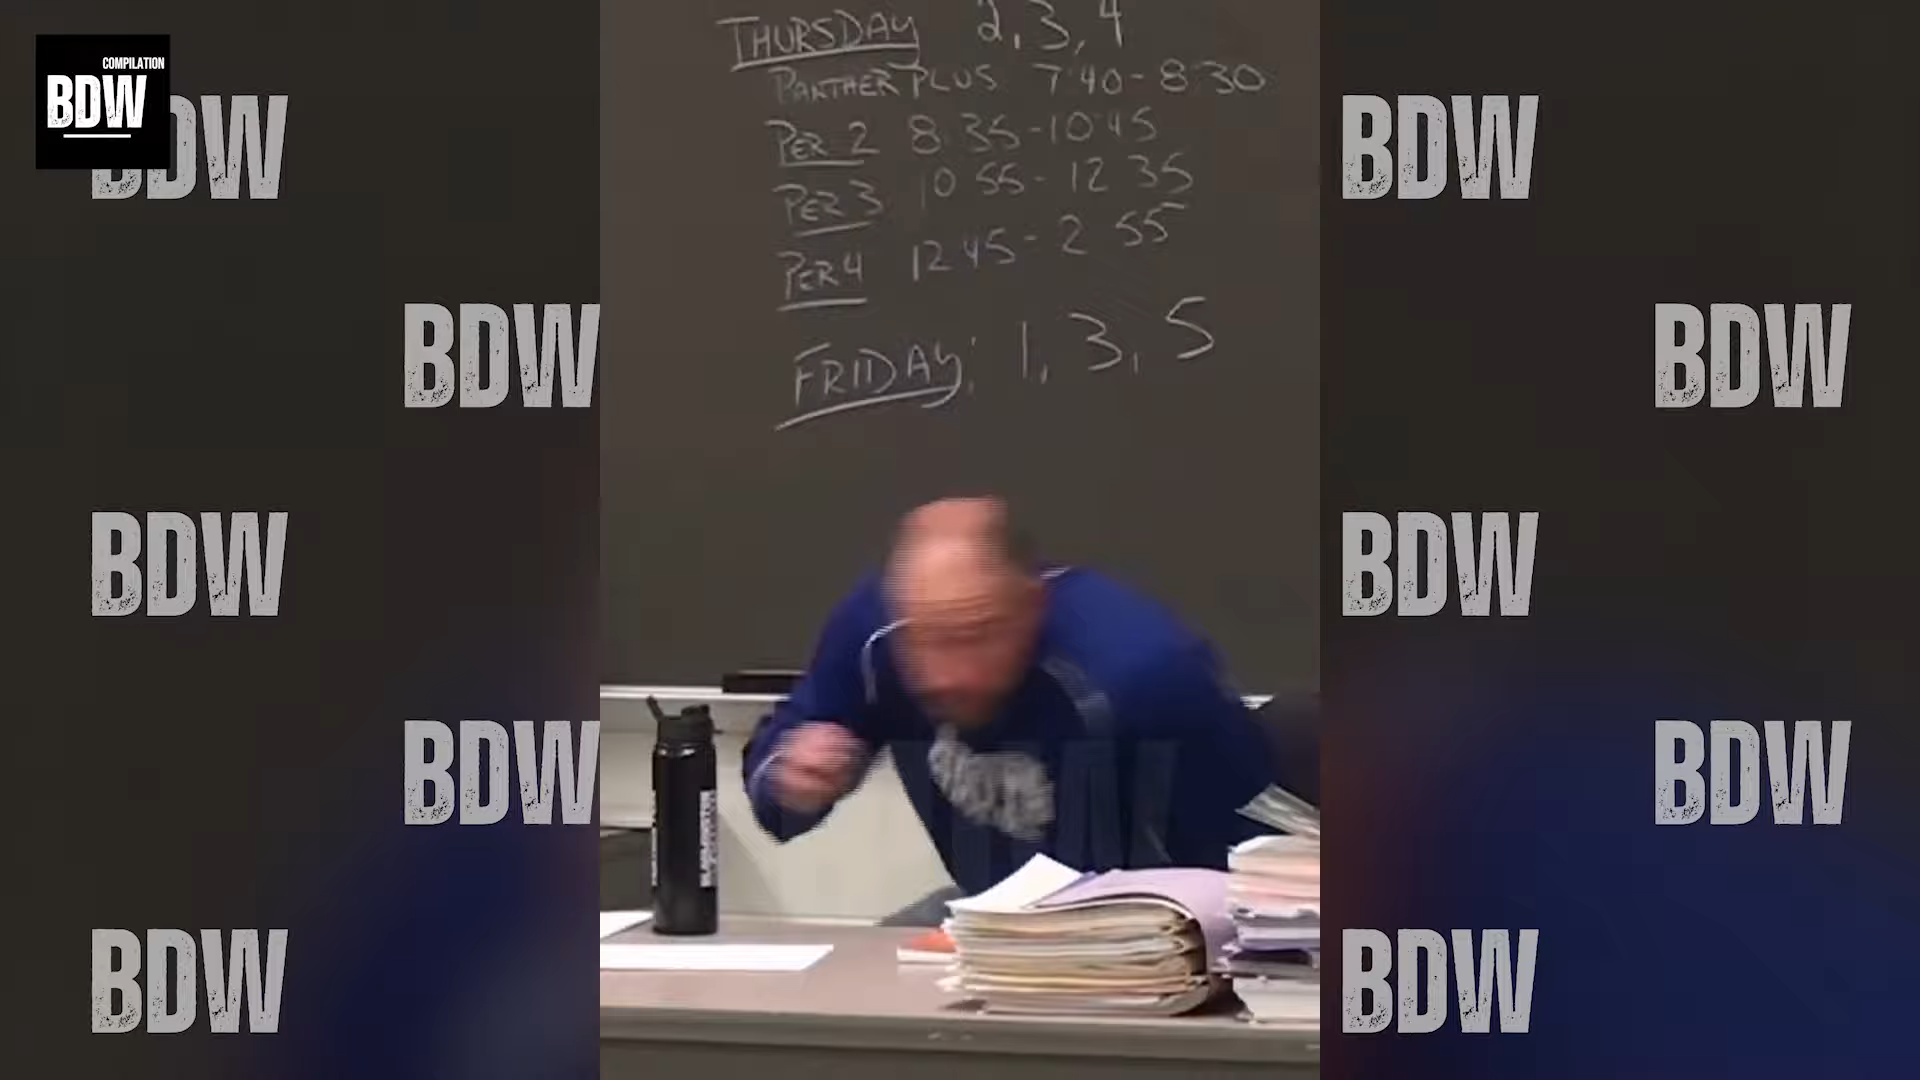 COMPILATION
BDW
BDW
BDW
BDW
BDW
BDW
THURSDAY 2, 3, 4
PANTHER PLUS 7:40-8:30
PER 2 8:35-10:45
PER 3 10:55-12:35
PER 4 12:45-2:55
FRIDAY: 1, 3, 5
BDW
BDW
BDW
BDW
BDW